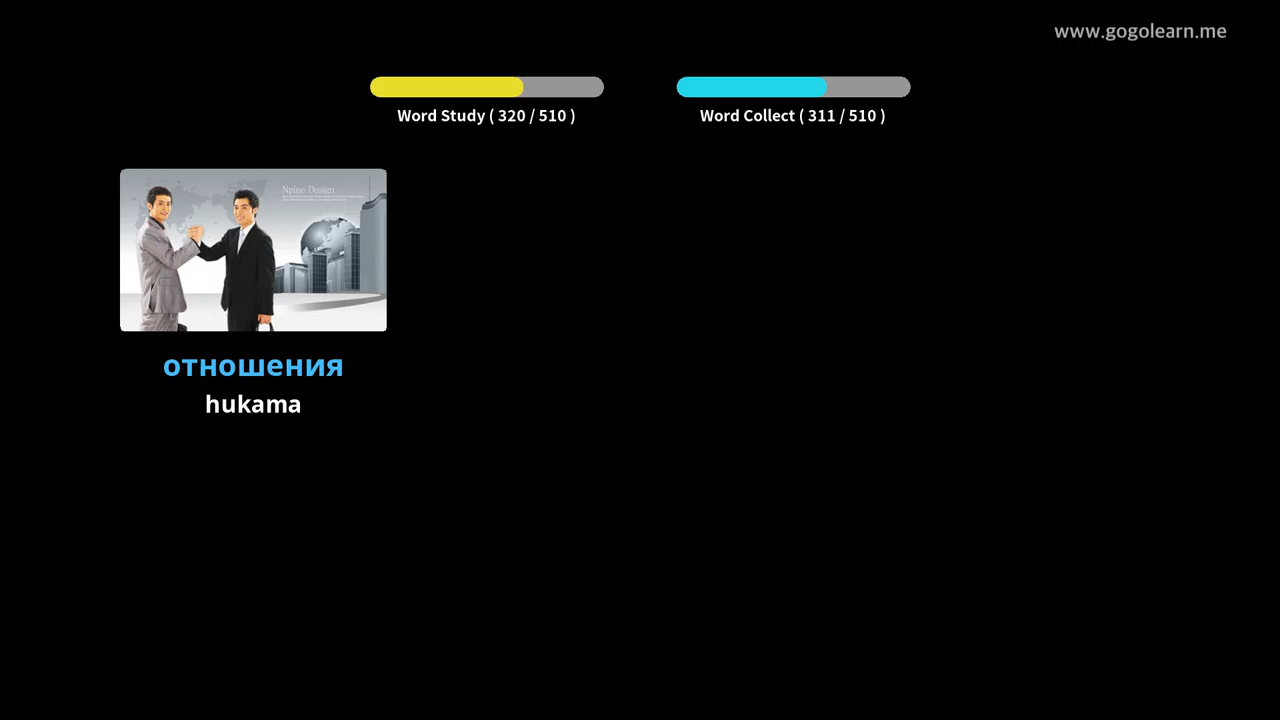 www.gogolearn.me
Word Study ( 320 / 510 )
Word Collect ( 311 / 510 )
Npine Design
отношения
hukama